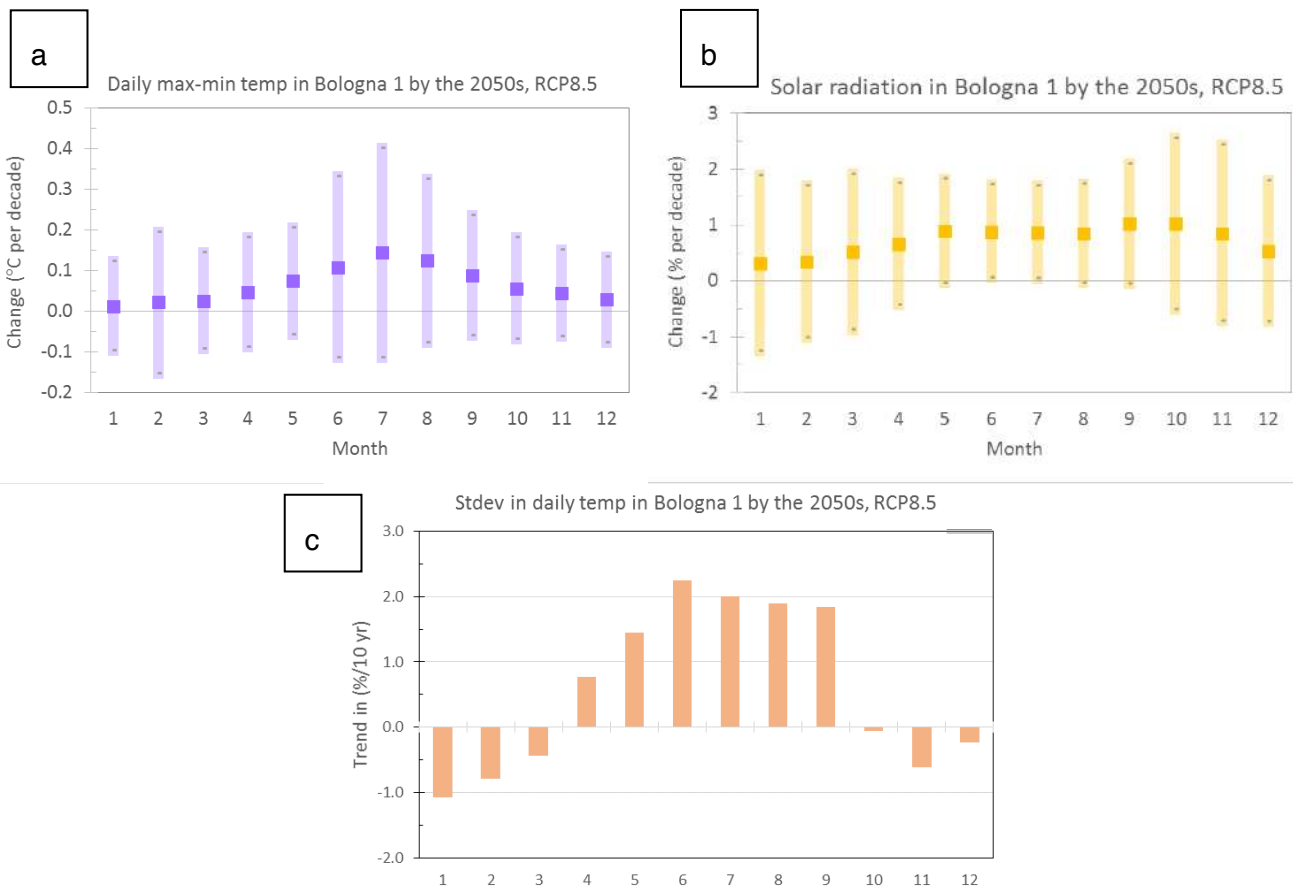 a
Daily max-min temp in Bologna 1 by the 2050s, RCP8.5
Change (°C per decade)
0.5
0.4
0.3
0.2
0.1
0.0
-0.1
-0.2
1 2 3 4 5 6 7 8 9 10 11 12
Month
b
Solar radiation in Bologna 1 by the 2050s, RCP8.5
Change (% per decade)
3
2
1
0
-1
-2
1 2 3 4 5 6 7 8 9 10 11 12
Month
c
Stdev in daily temp in Bologna 1 by the 2050s, RCP8.5
Trend in (%/10 yr)
3.0
2.0
1.0
0.0
-1.0
-2.0
1 2 3 4 5 6 7 8 9 10 11 12